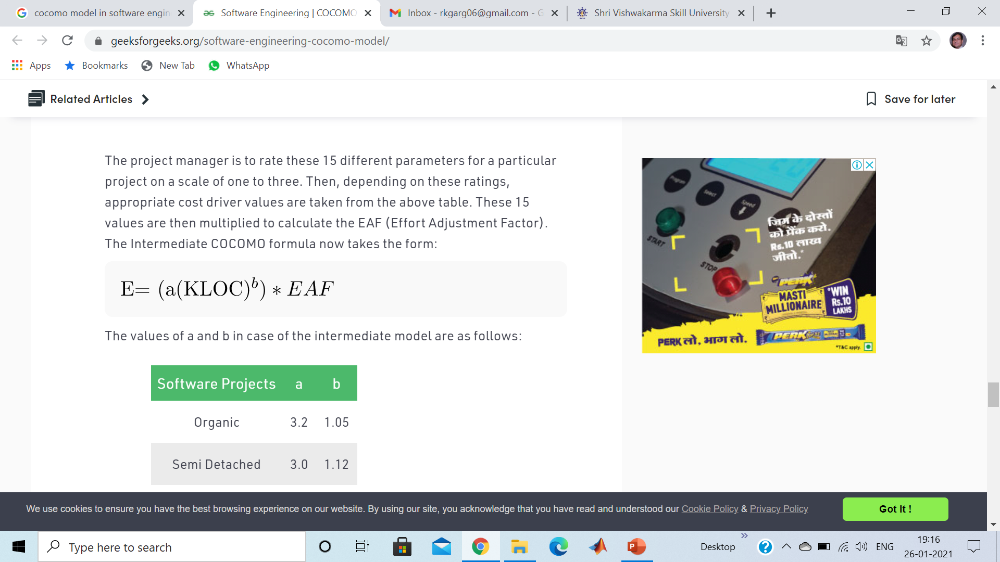 cocomo model in software engin
Software Engineering | COCOMO
Inbox - rkgarg06@gmail.com - G
Shri Vishwakarma Skill University
geeksforgeeks.org/software-engineering-cocomo-model/
Apps
Bookmarks
New Tab
WhatsApp
Related Articles
Save for later
The project manager is to rate these 15 different parameters for a particular
project on a scale of one to three. Then, depending on these ratings,
appropriate cost driver values are taken from the above table. These 15
values are then multiplied to calculate the EAF (Effort Adjustment Factor).
The Intermediate COCOMO formula now takes the form:
E= (a(KLOC)^b) * EAF
The values of a and b in case of the intermediate model are as follows:
Software Projects a b
Organic 3.2 1.05
Semi Detached 3.0 1.12
Program
Select
Speed
START
STOP
जिम के दोस्तों
को प्रैंक करो.
Rs.10 लाख
जीतो.*
PERK
MASTI
MILLIONAIRE
*WIN
Rs.10
LAKHS
PERK लो, भाग लो.
PERK
*T&C apply.
We use cookies to ensure you have the best browsing experience on our website. By using our site, you acknowledge that you have read and understood our Cookie Policy & Privacy Policy
Got It !
Type here to search
Desktop
ENG
19:16
26-01-2021